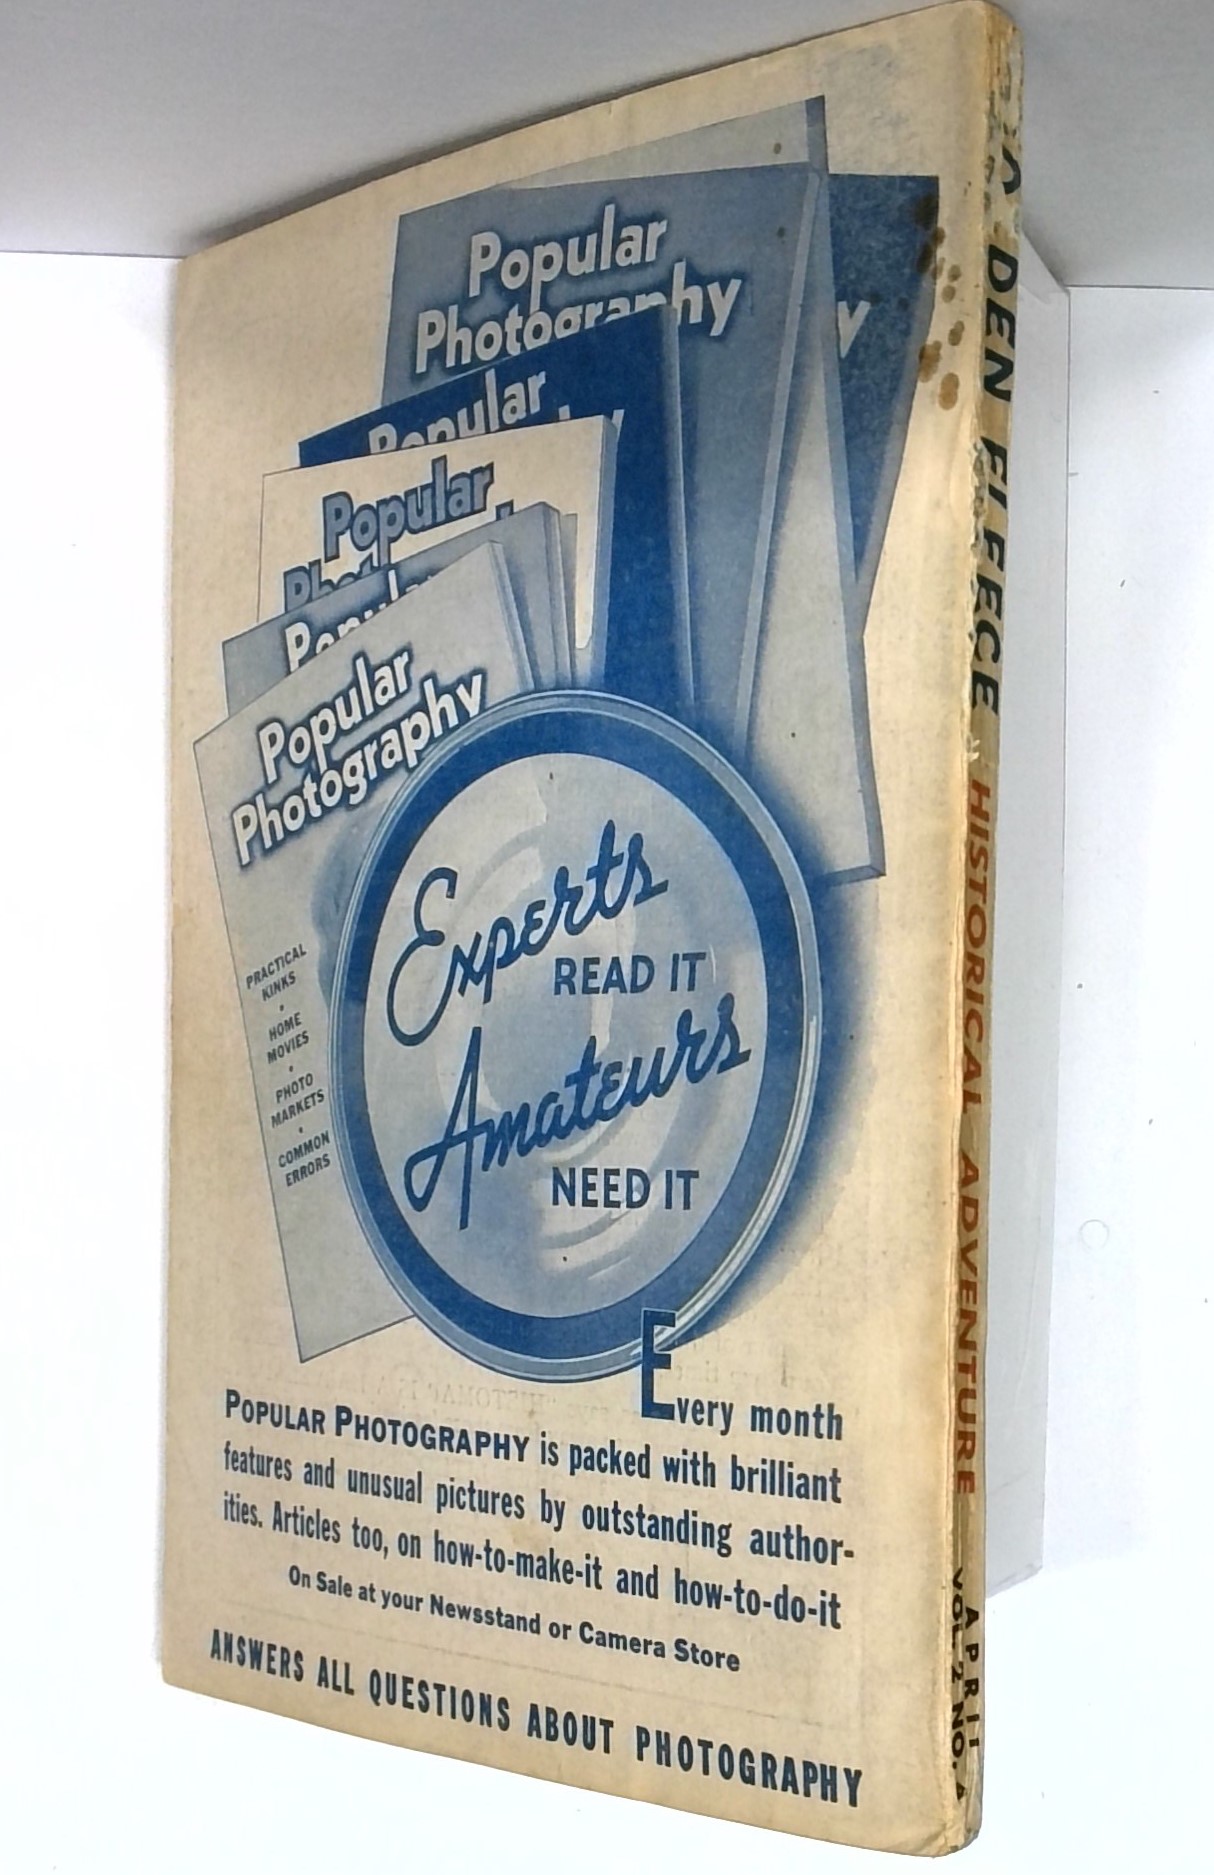 Popular
Photography
Popular
Popular
Popular
Popular
Photography
PRACTICAL
KINKS
•
HOME
MOVIES
•
PHOTO
MARKETS
•
COMMON
ERRORS
Experts
READ IT
Amateurs
NEED IT
Every month
POPULAR PHOTOGRAPHY is packed with brilliant
features and unusual pictures by outstanding author-
ities. Articles too, on how-to-make-it and how-to-do-it
On Sale at your Newsstand or Camera Store
ANSWERS ALL QUESTIONS ABOUT PHOTOGRAPHY
DEN FLEECE HISTORICAL ADVENTURE
APRIL
VOL. 2 NO.